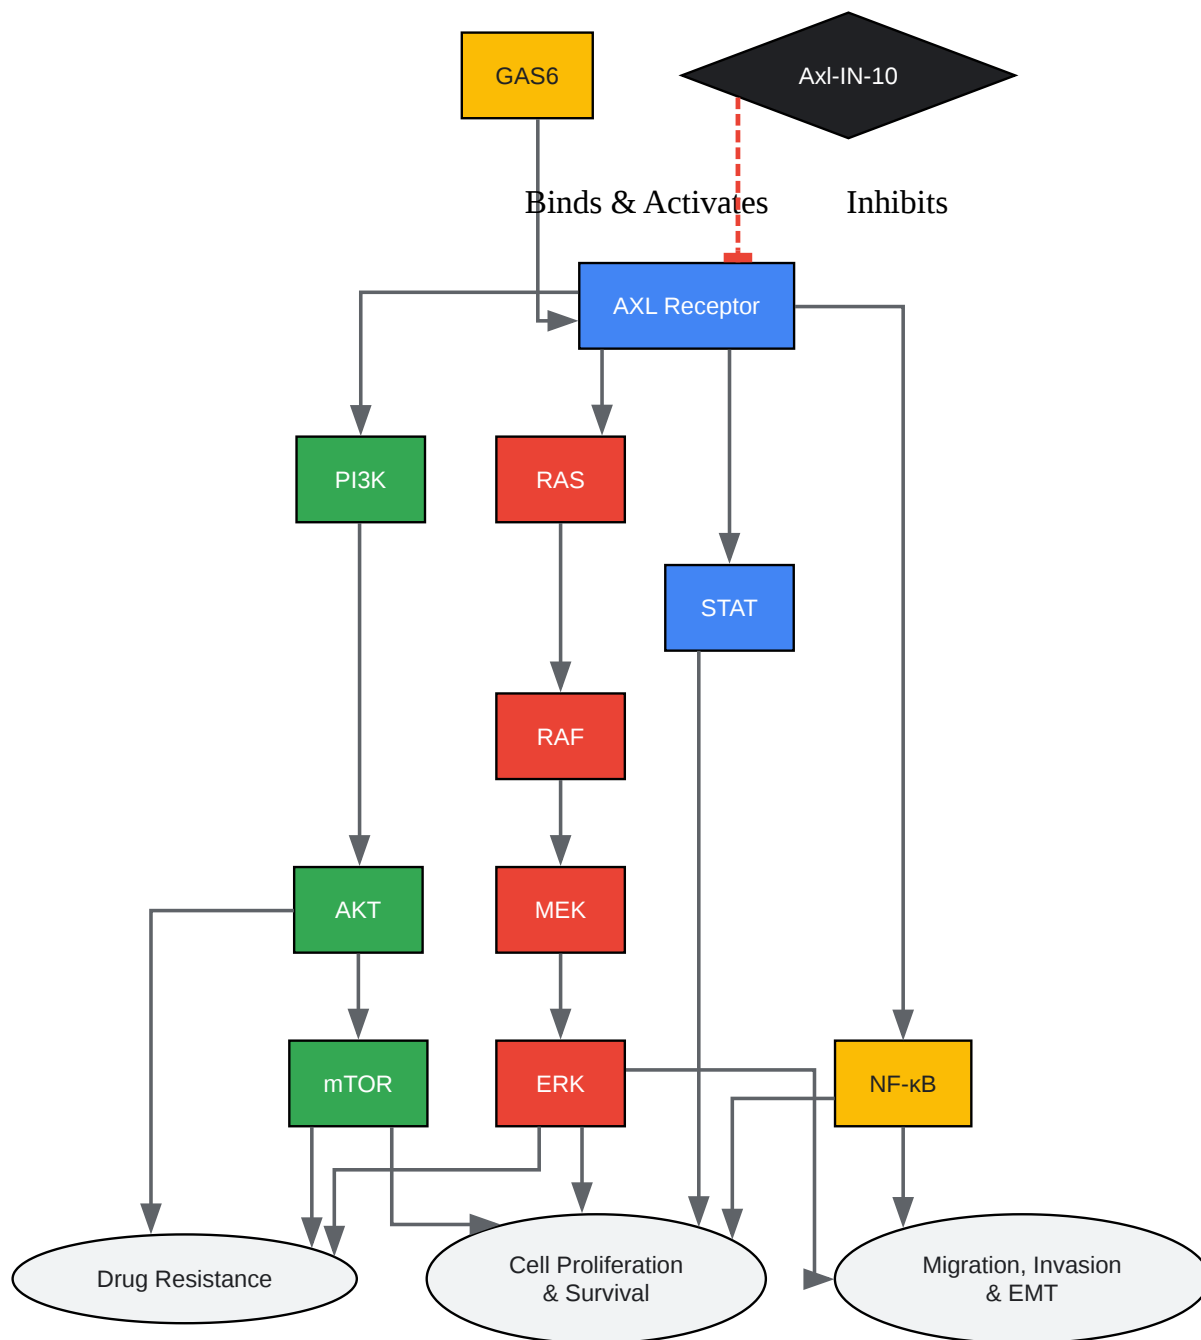 GAS6
Axl-IN-10
Binds & Activates
Inhibits
AXL Receptor
PI3K
RAS
STAT
RAF
AKT
MEK
mTOR
ERK
NF-κB
Drug Resistance
Cell Proliferation
& Survival
Migration, Invasion
& EMT